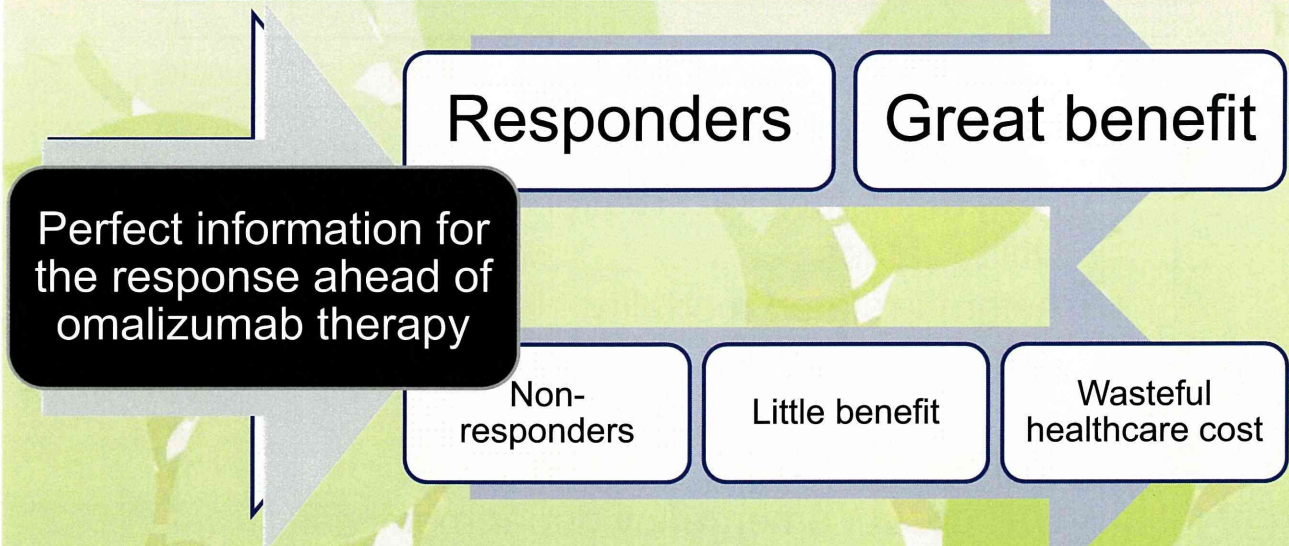 Responders
Great benefit
Perfect information for
the response ahead of
omalizumab therapy
Non-
responders
Little benefit
Wasteful
healthcare cost